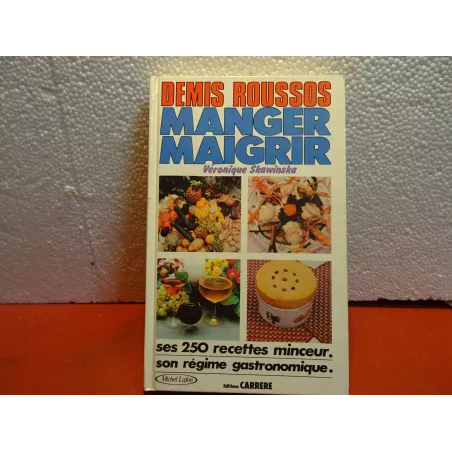 DEMIS ROUSSOS
MANGER
MAIGRIR
Veronique Skawinska
ses 250 recettes minceur.
son régime gastronomique.
Michel Lafon
Editions CARRERE